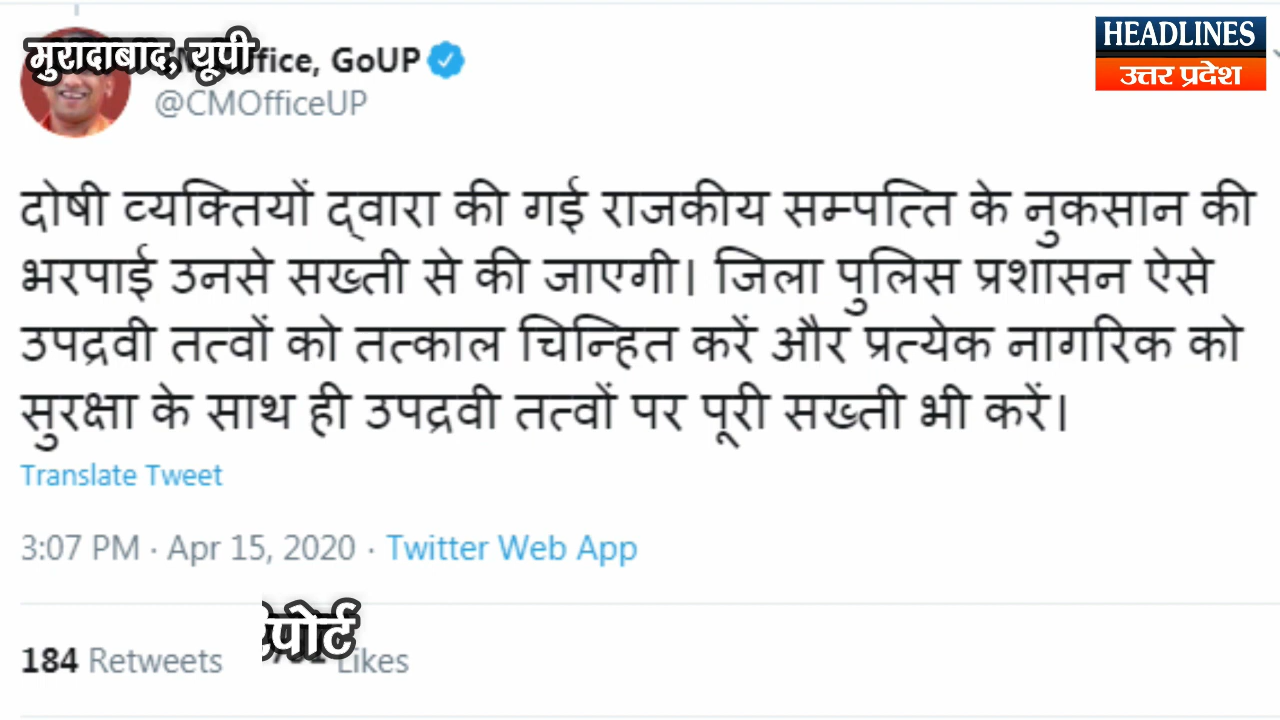 मुरादाबाद, यूपी
ffice, GoUP
@CMOfficeUP
HEADLINES
उत्तर प्रदेश
दोषी व्यक्तियों द्वारा की गई राजकीय सम्पत्ति के नुकसान की
भरपाई उनसे सख्ती से की जाएगी। जिला पुलिस प्रशासन ऐसे
उपद्रवी तत्वों को तत्काल चिन्हित करें और प्रत्येक नागरिक को
सुरक्षा के साथ ही उपद्रवी तत्वों पर पूरी सख्ती भी करें।
Translate Tweet
3:07 PM · Apr 15, 2020 · Twitter Web App
184 Retweets Likes
पोर्ट